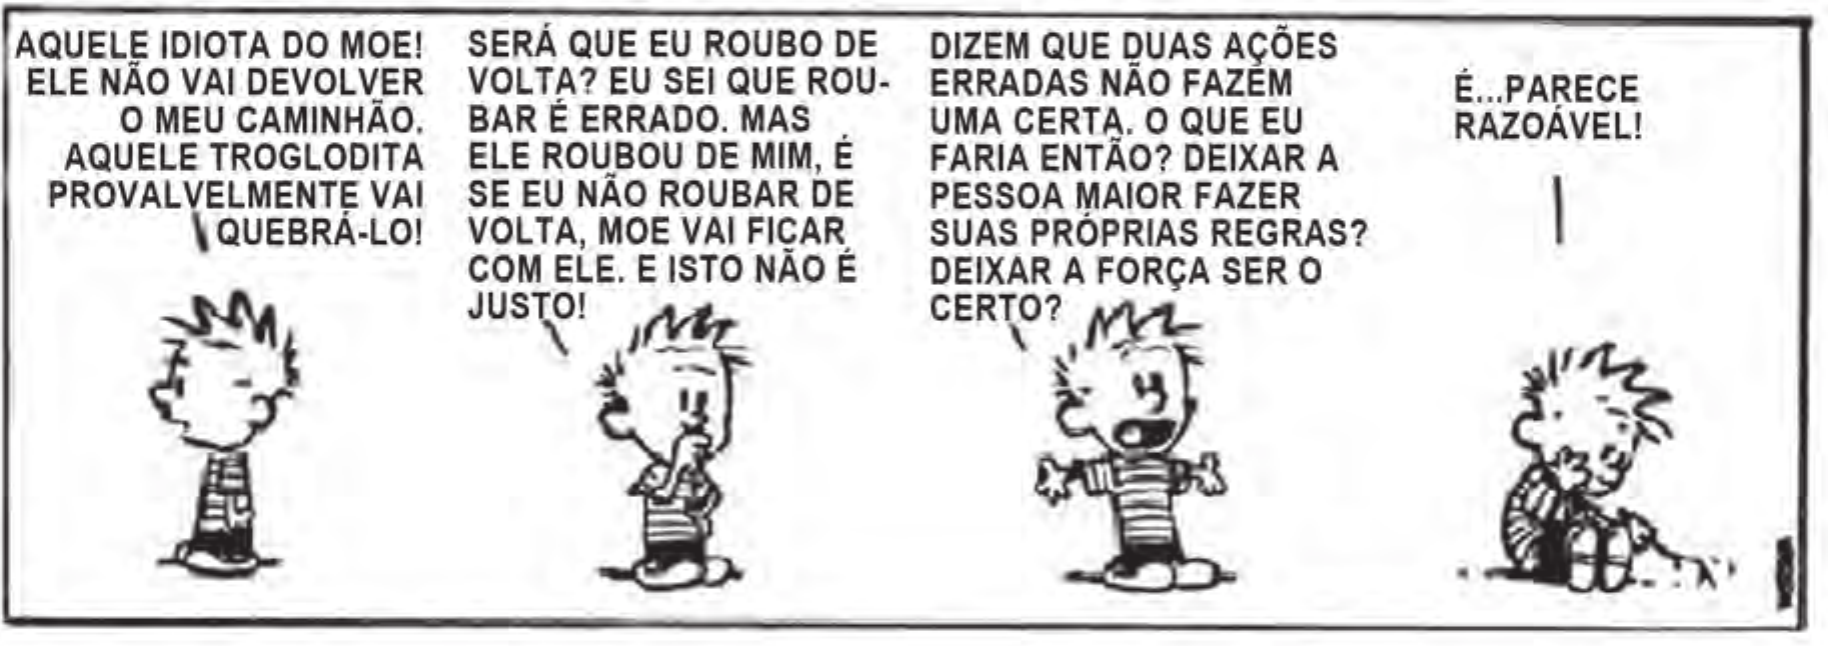 AQUELE IDIOTA DO MOE!
ELE NÃO VAI DEVOLVER
O MEU CAMINHÃO.
AQUELE TROGLODITA
PROVALVELMENTE VAI
QUEBRÁ-LO!
SERÁ QUE EU ROUBO DE
VOLTA? EU SEI QUE ROU-
BAR É ERRADO. MAS
ELE ROUBOU DE MIM, É
SE EU NÃO ROUBAR DE
VOLTA, MOE VAI FICAR
COM ELE. E ISTO NÃO É
JUSTO!
DIZEM QUE DUAS AÇÕES
ERRADAS NÃO FAZEM
UMA CERTA. O QUE EU
FARIA ENTÃO? DEIXAR A
PESSOA MAIOR FAZER
SUAS PRÓPRIAS REGRAS?
DEIXAR A FORÇA SER O
CERTO?
É...PARECE
RAZOÁVEL!